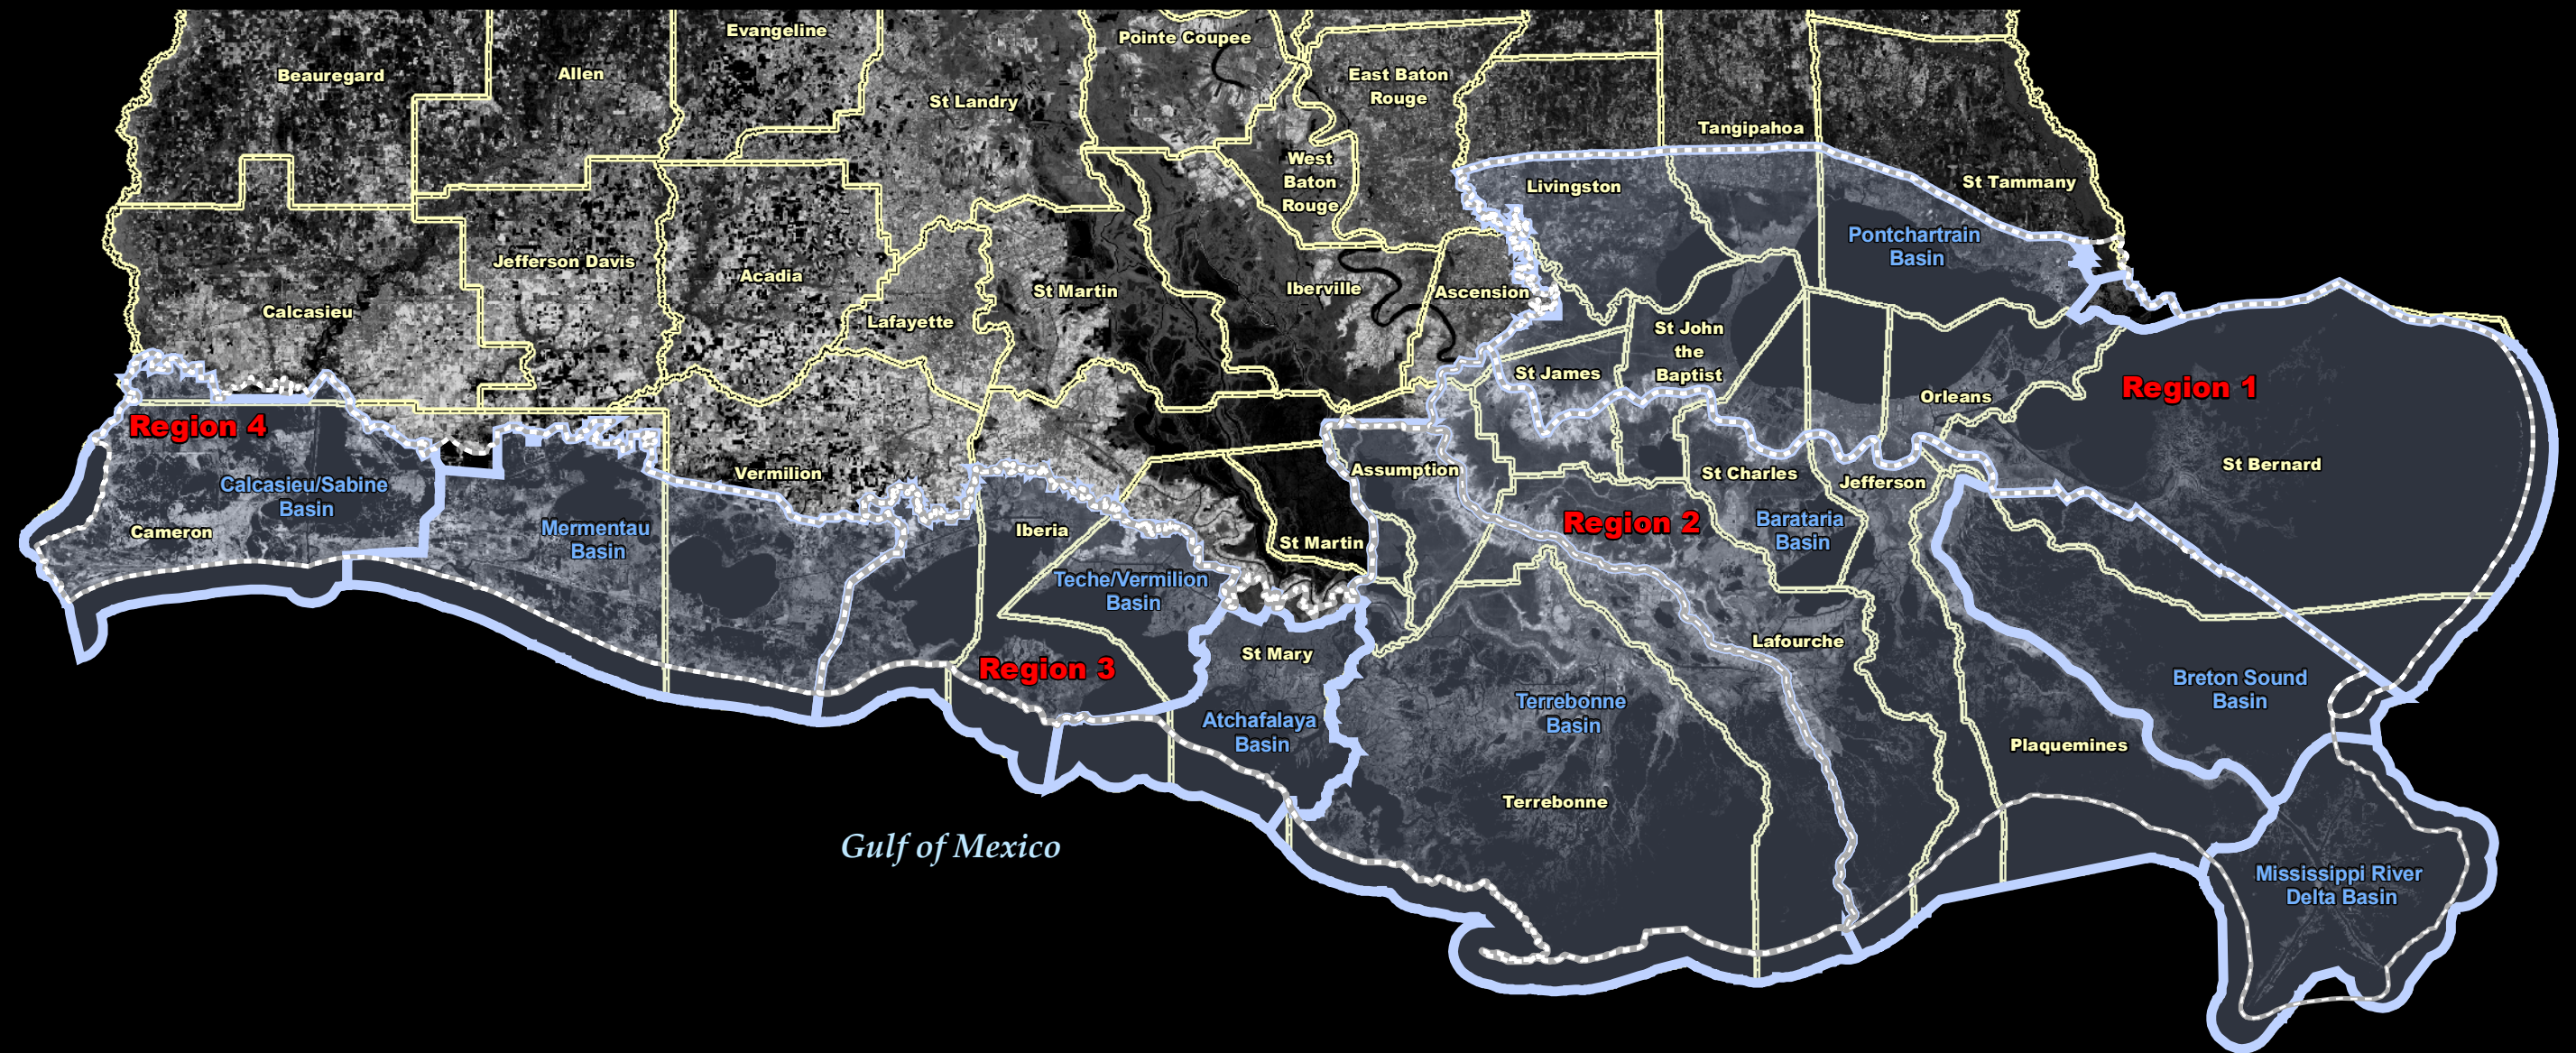 Evangeline
Pointe Coupee
Beauregard
Allen
East Baton
Rouge
St Landry
Tangipahoa
West
Baton
Rouge
Livingston
St Tammany
Pontchartrain
Basin
Jefferson Davis
Acadia
St Martin
Iberville
Ascension
Calcasieu
Lafayette
St John
the
Baptist
St James
Orleans
Region 1
Region 4
Vermilion
Assumption
St Charles
Jefferson
St Bernard
Calcasieu/Sabine
Basin
Cameron
Mermentau
Basin
Iberia
St Martin
Region 2
Barataria
Basin
Teche/Vermilion
Basin
St Mary
Lafourche
Region 3
Breton Sound
Basin
Atchafalaya
Basin
Terrebonne
Basin
Plaquemines
Terrebonne
Gulf of Mexico
Mississippi River
Delta Basin